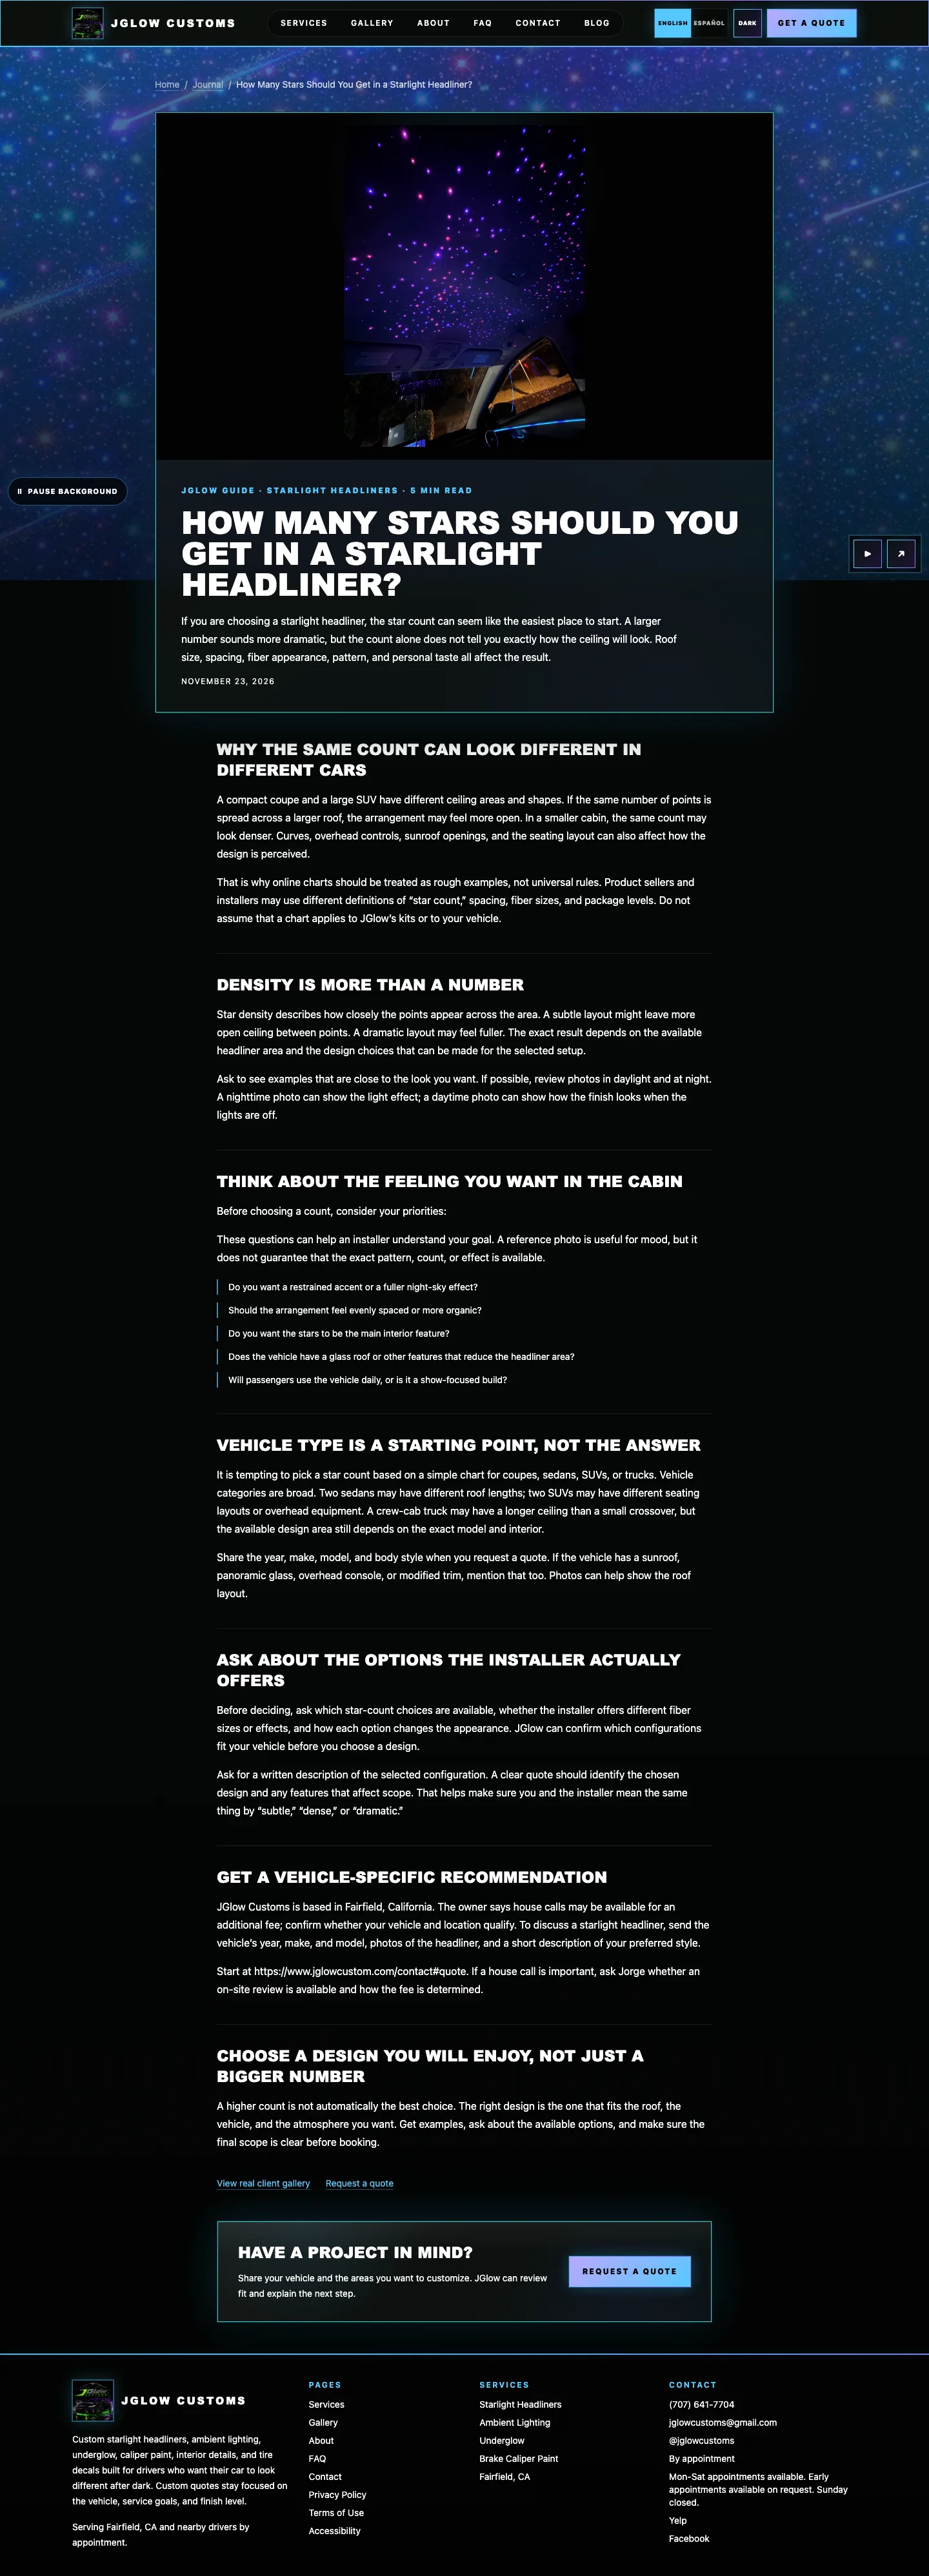 JGLOW CUSTOMS
SERVICES
GALLERY
ABOUT
FAQ
CONTACT
BLOG
ENGLISH
ESPAÑOL
DARK
GET A QUOTE
Home / Journal / How Many Stars Should You Get in a Starlight Headliner?
PAUSE BACKGROUND
JGLOW GUIDE · STARLIGHT HEADLINERS · 5 MIN READ
HOW MANY STARS SHOULD YOU
GET IN A STARLIGHT
HEADLINER?
If you are choosing a starlight headliner, the star count can seem like the easiest place to start. A larger
number sounds more dramatic, but the count alone does not tell you exactly how the ceiling will look. Roof
size, spacing, fiber appearance, pattern, and personal taste all affect the result.
NOVEMBER 23, 2026
WHY THE SAME COUNT CAN LOOK DIFFERENT IN
DIFFERENT CARS
A compact coupe and a large SUV have different ceiling areas and shapes. If the same number of points is
spread across a larger roof, the arrangement may feel more open. In a smaller cabin, the same count may
look denser. Curves, overhead controls, sunroof openings, and the seating layout can also affect how the
design is perceived.
That is why online charts should be treated as rough examples, not universal rules. Product sellers and
installers may use different definitions of “star count,” spacing, fiber sizes, and package levels. Do not
assume that a chart applies to JGlow’s kits or to your vehicle.
DENSITY IS MORE THAN A NUMBER
Star density describes how closely the points appear across the area. A subtle layout might leave more
open ceiling between points. A dramatic layout may feel fuller. The exact result depends on the available
headliner area and the design choices that can be made for the selected setup.
Ask to see examples that are close to the look you want. If possible, review photos in daylight and at night.
A nighttime photo can show the light effect; a daytime photo can show how the finish looks when the
lights are off.
THINK ABOUT THE FEELING YOU WANT IN THE CABIN
Before choosing a count, consider your priorities:
These questions can help an installer understand your goal. A reference photo is useful for mood, but it
does not guarantee that the exact pattern, count, or effect is available.
Do you want a restrained accent or a fuller night-sky effect?
Should the arrangement feel evenly spaced or more organic?
Do you want the stars to be the main interior feature?
Does the vehicle have a glass roof or other features that reduce the headliner area?
Will passengers use the vehicle daily, or is it a show-focused build?
VEHICLE TYPE IS A STARTING POINT, NOT THE ANSWER
It is tempting to pick a star count based on a simple chart for coupes, sedans, SUVs, or trucks. Vehicle
categories are broad. Two sedans may have different roof lengths; two SUVs may have different seating
layouts or overhead equipment. A crew-cab truck may have a longer ceiling than a small crossover, but
the available design area still depends on the exact model and interior.
Share the year, make, model, and body style when you request a quote. If the vehicle has a sunroof,
panoramic glass, overhead console, or modified trim, mention that too. Photos can help show the roof
layout.
ASK ABOUT THE OPTIONS THE INSTALLER ACTUALLY
OFFERS
Before deciding, ask which star-count choices are available, whether the installer offers different fiber
sizes or effects, and how each option changes the appearance. JGlow can confirm which configurations
fit your vehicle before you choose a design.
Ask for a written description of the selected configuration. A clear quote should identify the chosen
design and any features that affect scope. That helps make sure you and the installer mean the same
thing by “subtle,” “dense,” or “dramatic.”
GET A VEHICLE-SPECIFIC RECOMMENDATION
JGlow Customs is based in Fairfield, California. The owner says house calls may be available for an
additional fee; confirm whether your vehicle and location qualify. To discuss a starlight headliner, send the
vehicle’s year, make, and model, photos of the headliner, and a short description of your preferred style.
Start at https://www.jglowcustom.com/contact#quote. If a house call is important, ask Jorge whether an
on-site review is available and how the fee is determined.
CHOOSE A DESIGN YOU WILL ENJOY, NOT JUST A
BIGGER NUMBER
A higher count is not automatically the best choice. The right design is the one that fits the roof, the
vehicle, and the atmosphere you want. Get examples, ask about the available options, and make sure the
final scope is clear before booking.
View real client gallery
Request a quote
HAVE A PROJECT IN MIND?
Share your vehicle and the areas you want to customize. JGlow can review
fit and explain the next step.
REQUEST A QUOTE
JGLOW CUSTOMS
Custom starlight headliners, ambient lighting,
underglow, caliper paint, interior details, and tire
decals built for drivers who want their car to look
different after dark. Custom quotes stay focused on
the vehicle, service goals, and finish level.
Serving Fairfield, CA and nearby drivers by
appointment.
PAGES
Services
Gallery
About
FAQ
Contact
Privacy Policy
Terms of Use
Accessibility
SERVICES
Starlight Headliners
Ambient Lighting
Underglow
Brake Caliper Paint
Fairfield, CA
CONTACT
(707) 641-7704
jglowcustoms@gmail.com
@jglowcustoms
By appointment
Mon-Sat appointments available. Early
appointments available on request. Sunday
closed.
Yelp
Facebook